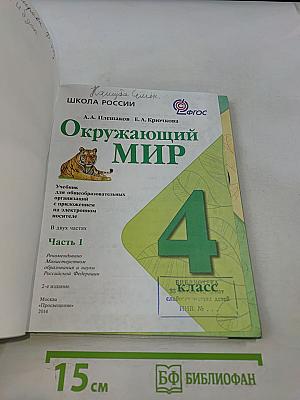 ШКОЛА РОССИИ
ФГОС
А.А. Плешаков Е.А. Крючкова
Окружающий
МИР
Учебник
для общеобразовательных
организаций
с приложением
на электронном
носителе
В двух частях
Часть 1
4
класс
Рекомендовано
Министерством
образования и науки
Российской Федерации
2-е издание
Москва
«Просвещение»
2014
БИБЛИОТЕКА
детей
ИНВ. №
15 см
БФ БИБЛИОФАН